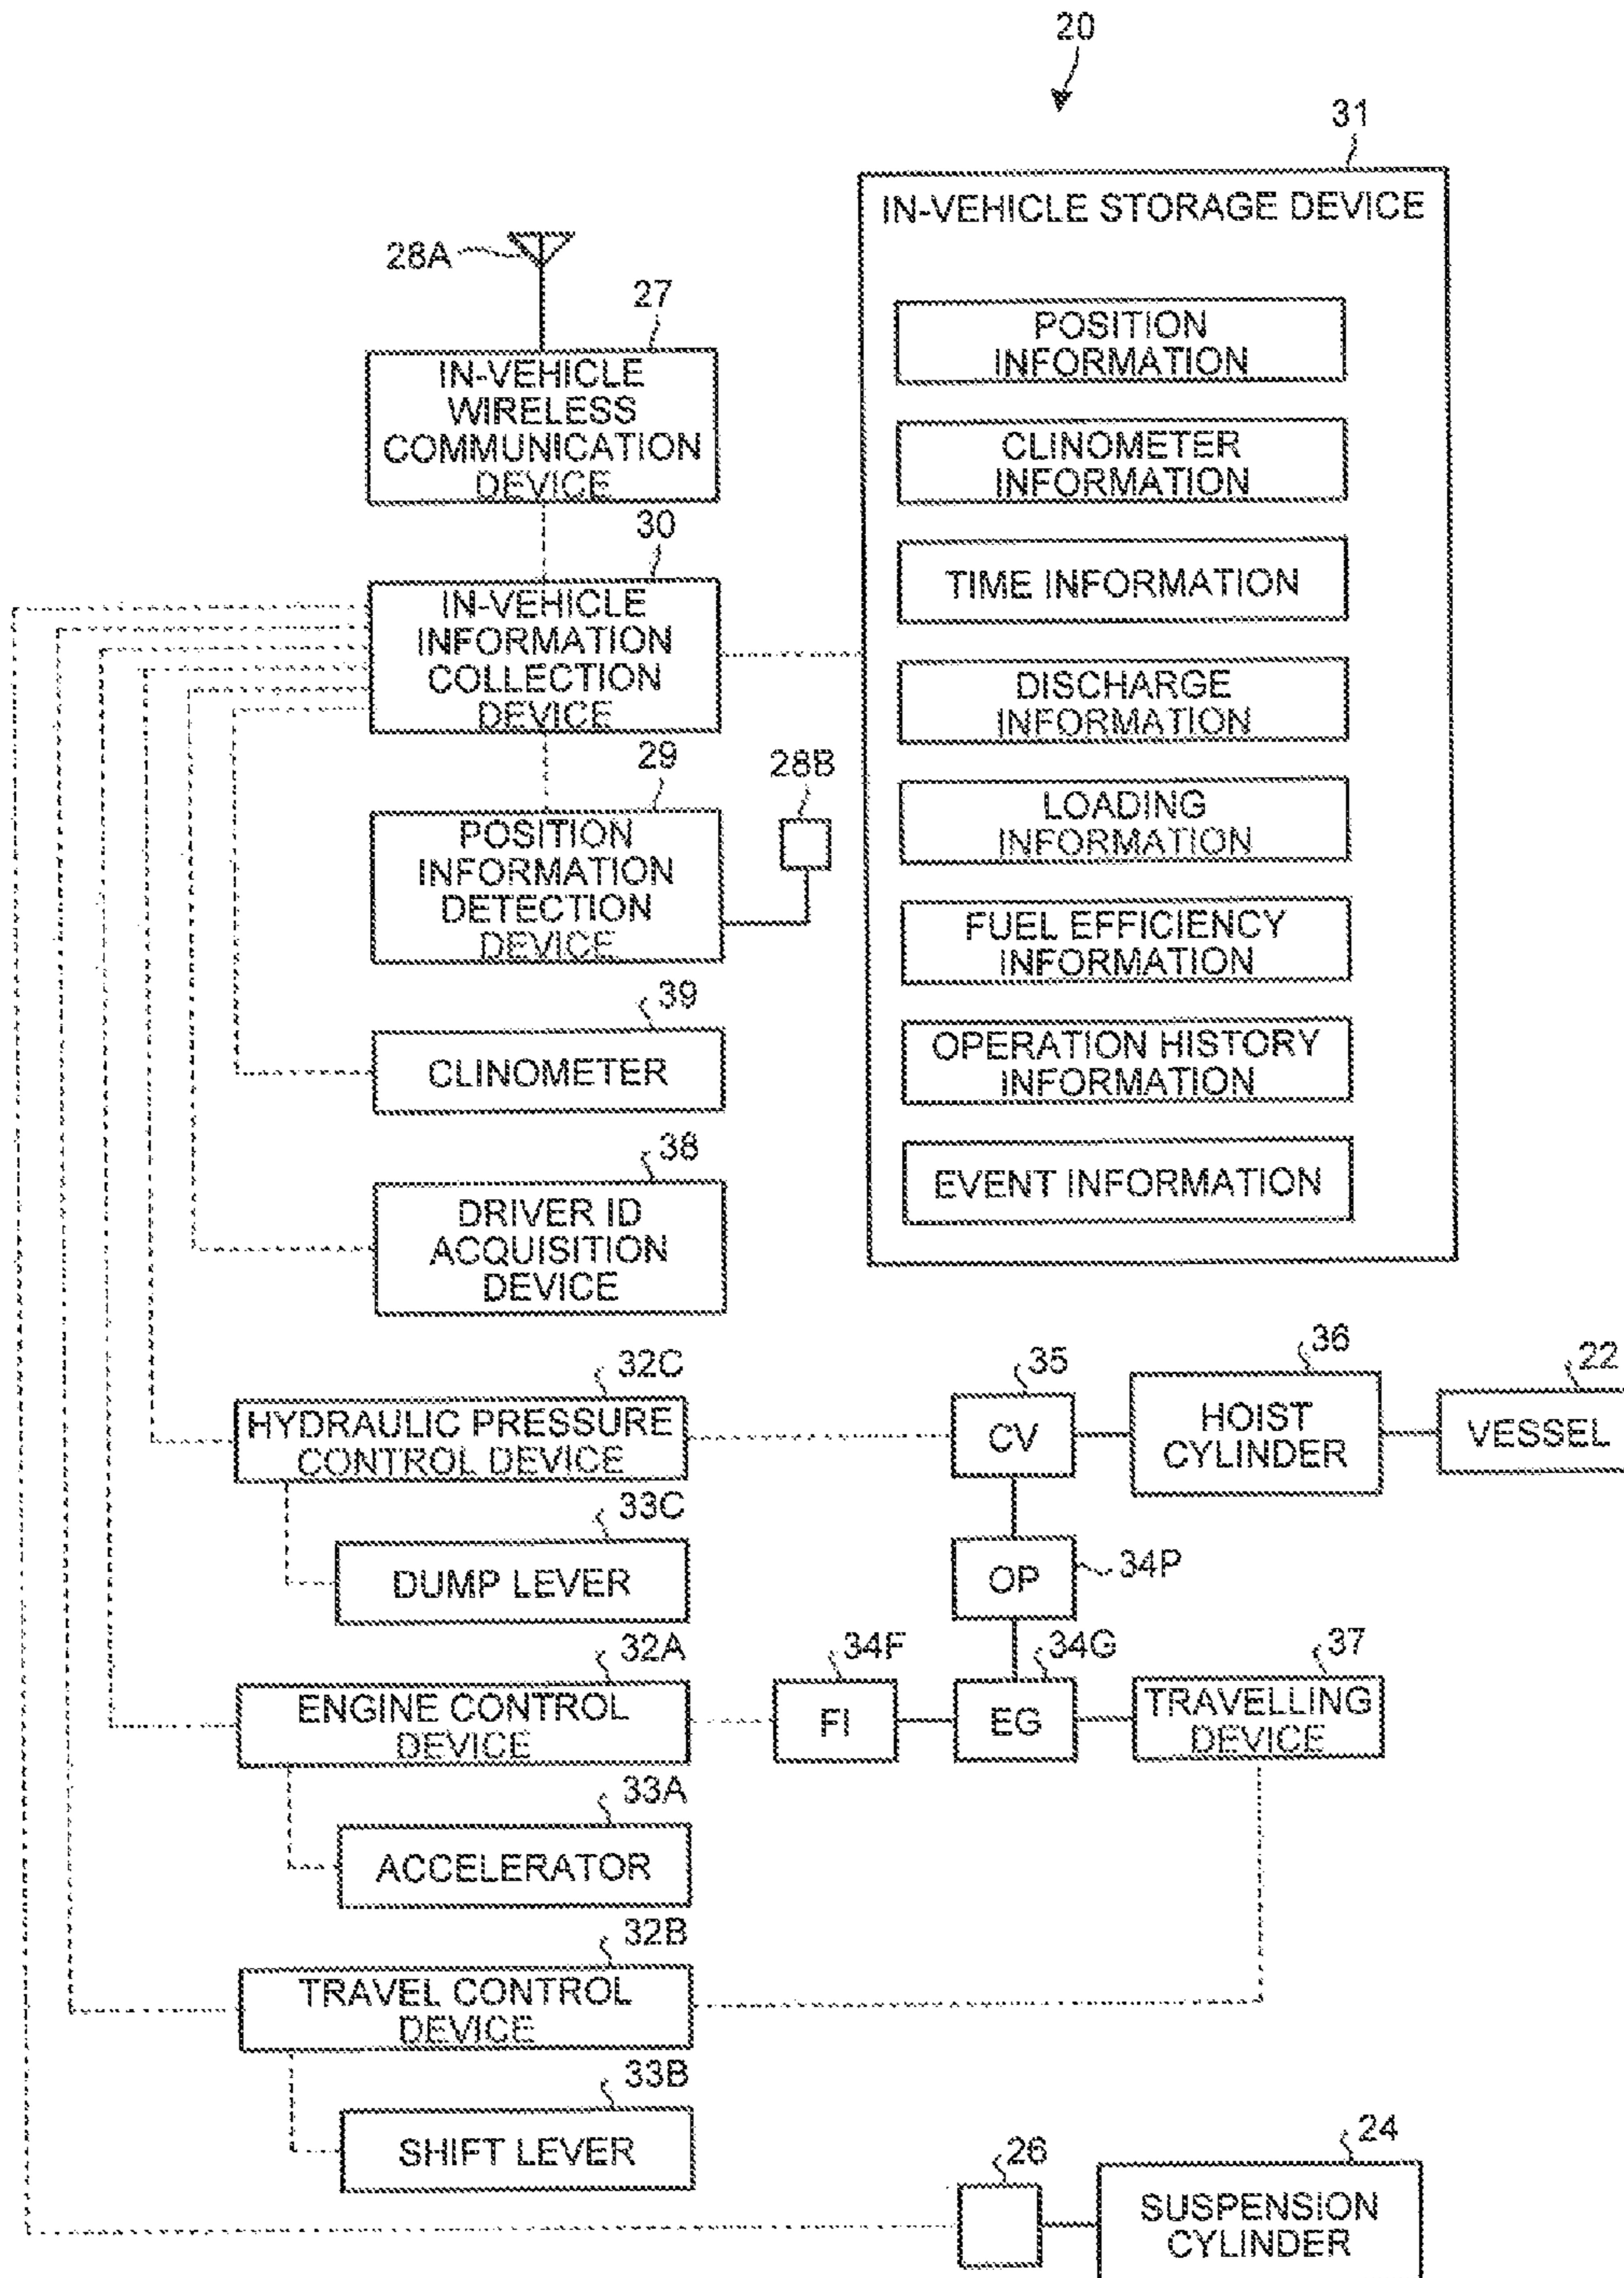 20
31
IN-VEHICLE STORAGE DEVICE
POSITION
INFORMATION
CLINOMETER
INFORMATION
TIME INFORMATION
DISCHARGE
INFORMATION
LOADING
INFORMATION
FUEL EFFICIENCY
INFORMATION
OPERATION HISTORY
INFORMATION
EVENT INFORMATION
28A
27
IN-VEHICLE
WIRELESS
COMMUNICATION
DEVICE
30
IN-VEHICLE
INFORMATION
COLLECTION
DEVICE
29
28B
POSITION
INFORMATION
DETECTION
DEVICE
39
CLINOMETER
38
DRIVER ID
ACQUISITION
DEVICE
32C
HYDRAULIC PRESSURE
CONTROL DEVICE
35
CV
36
HOIST
CYLINDER
22
VESSEL
33C
DUMP LEVER
OP
34P
32A
ENGINE CONTROL
DEVICE
34F
FI
34G
EG
37
TRAVELLING
DEVICE
33A
ACCELERATOR
32B
TRAVEL CONTROL
DEVICE
33B
SHIFT LEVER
26
24
SUSPENSION
CYLINDER